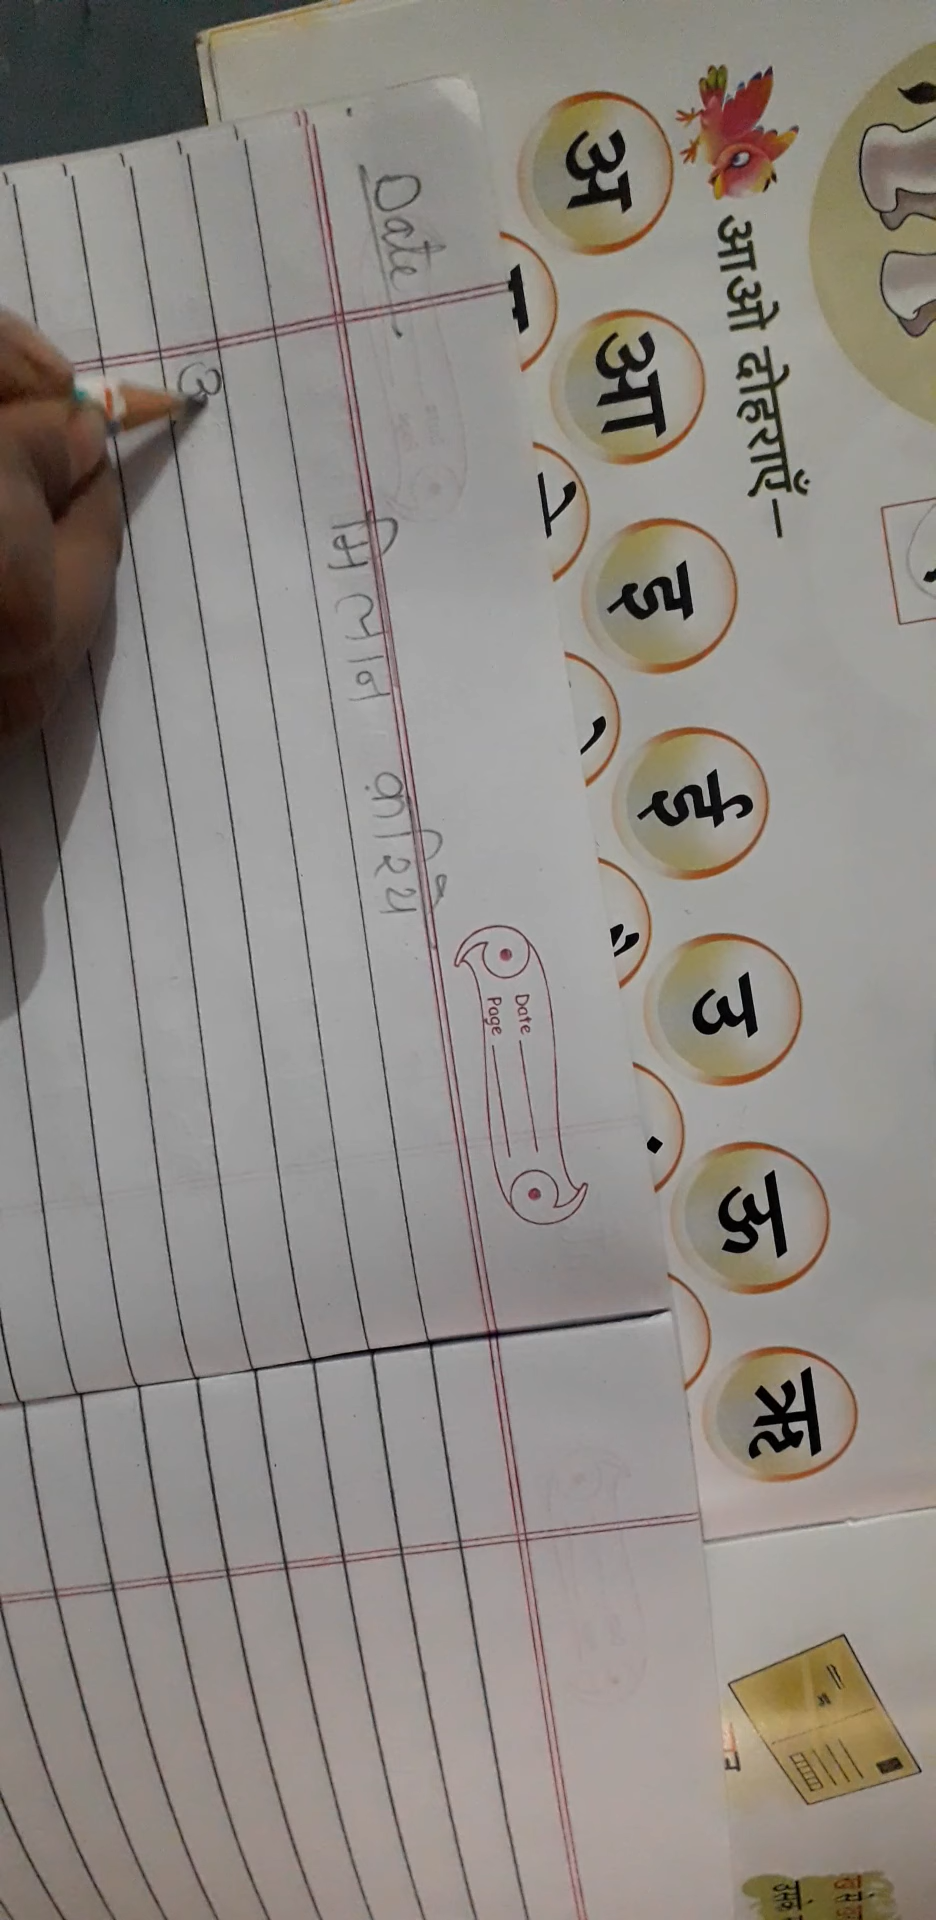 आओ दोहराएँ–
अ आ इ ई उ ऊ ऋ
Date
मिलान करिये
Date
Page